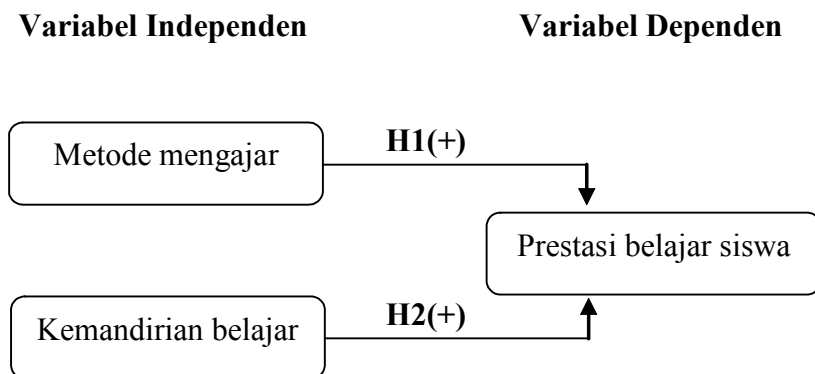 Variabel Independen
Variabel Dependen
Metode mengajar
H1(+)
Prestasi belajar siswa
Kemandirian belajar
H2(+)